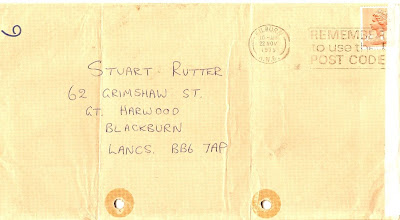 6
REMEMBER
to use the
POST CODE
STUART RUTTER
62 GRIMSHAW ST.
GT. HARWOOD
BLACKBURN
LANCS. BB6 7AP